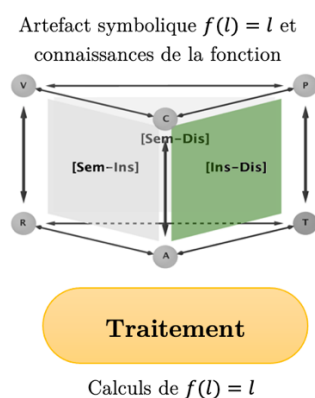 Artefact symbolique f(l) = l et
connaissances de la fonction
V
P
C
[Sem-Dis]
[Sem-Ins]
[Ins-Dis]
R
T
A
Traitement
Calculs de f(l) = l